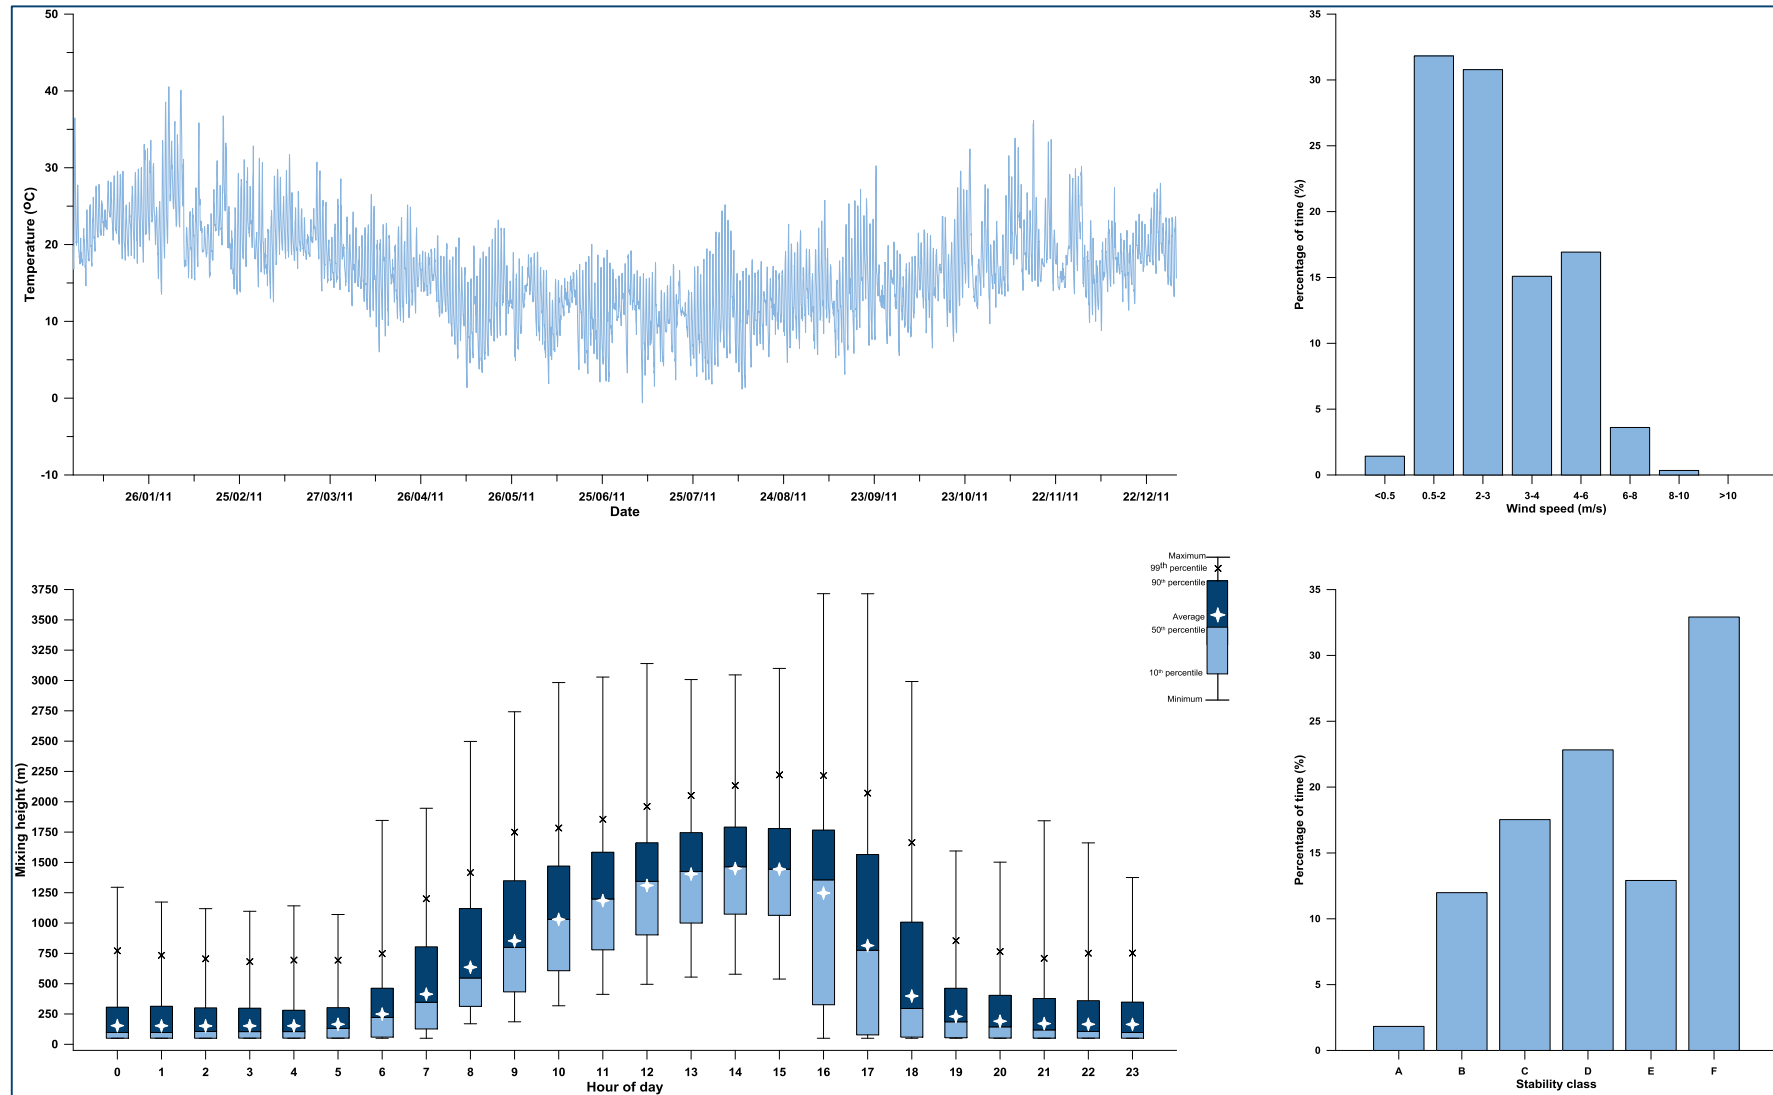 50
40
30
20
10
0
-10
Temperature (ºC)
26/01/11 25/02/11 27/03/11 26/04/11 26/05/11 25/06/11 25/07/11 24/08/11 23/09/11 23/10/11 22/11/11 22/12/11
Date
35
30
25
20
15
10
5
0
Percentage of time (%)
<0.5 0.5-2 2-3 3-4 4-6 6-8 8-10 >10
Wind speed (m/s)
Maximum
99th percentile
90th percentile
Average
50th percentile
10th percentile
Minimum
3750
3500
3250
3000
2750
2500
2250
2000
1750
1500
1250
1000
750
500
250
0
Mixing height (m)
0 1 2 3 4 5 6 7 8 9 10 11 12 13 14 15 16 17 18 19 20 21 22 23
Hour of day
35
30
25
20
15
10
5
0
Percentage of time (%)
A B C D E F
Stability class